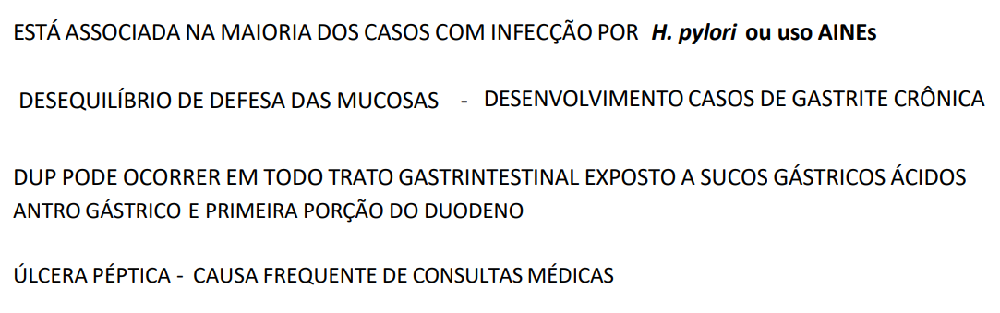 ESTÁ ASSOCIADA NA MAIORIA DOS CASOS COM INFECÇÃO POR H. pylori ou uso AINEs
DESEQUILÍBRIO DE DEFESA DAS MUCOSAS - DESENVOLVIMENTO CASOS DE GASTRITE CRÔNICA
DUP PODE OCORRER EM TODO TRATO GASTRINTESTINAL EXPOSTO A SUCOS GÁSTRICOS ÁCIDOS
ANTRO GÁSTRICO E PRIMEIRA PORÇÃO DO DUODENO
ÚLCERA PÉPTICA - CAUSA FREQUENTE DE CONSULTAS MÉDICAS